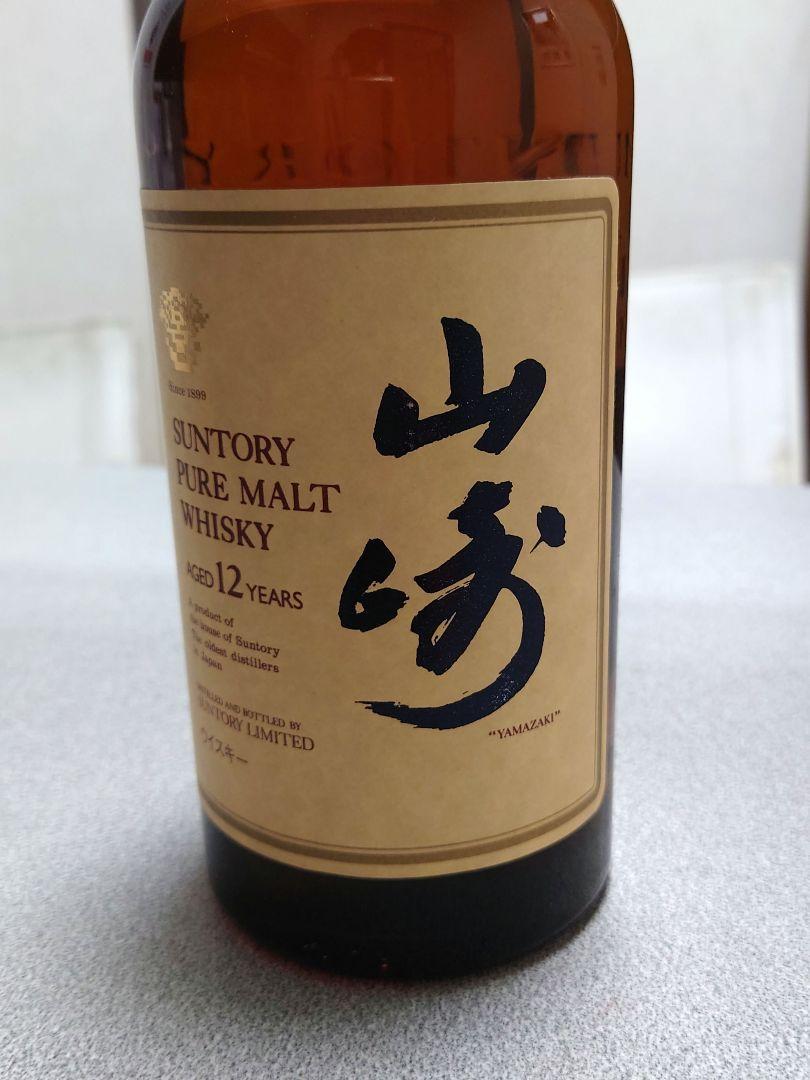 SUNTORY
Since 1899
SUNTORY
PURE MALT
WHISKY
AGED 12 YEARS
A product of
the house of Suntory
The oldest distillers
in Japan
DISTILLED AND BOTTLED BY
SUNTORY LIMITED
ウイスキー
山崎
"YAMAZAKI"